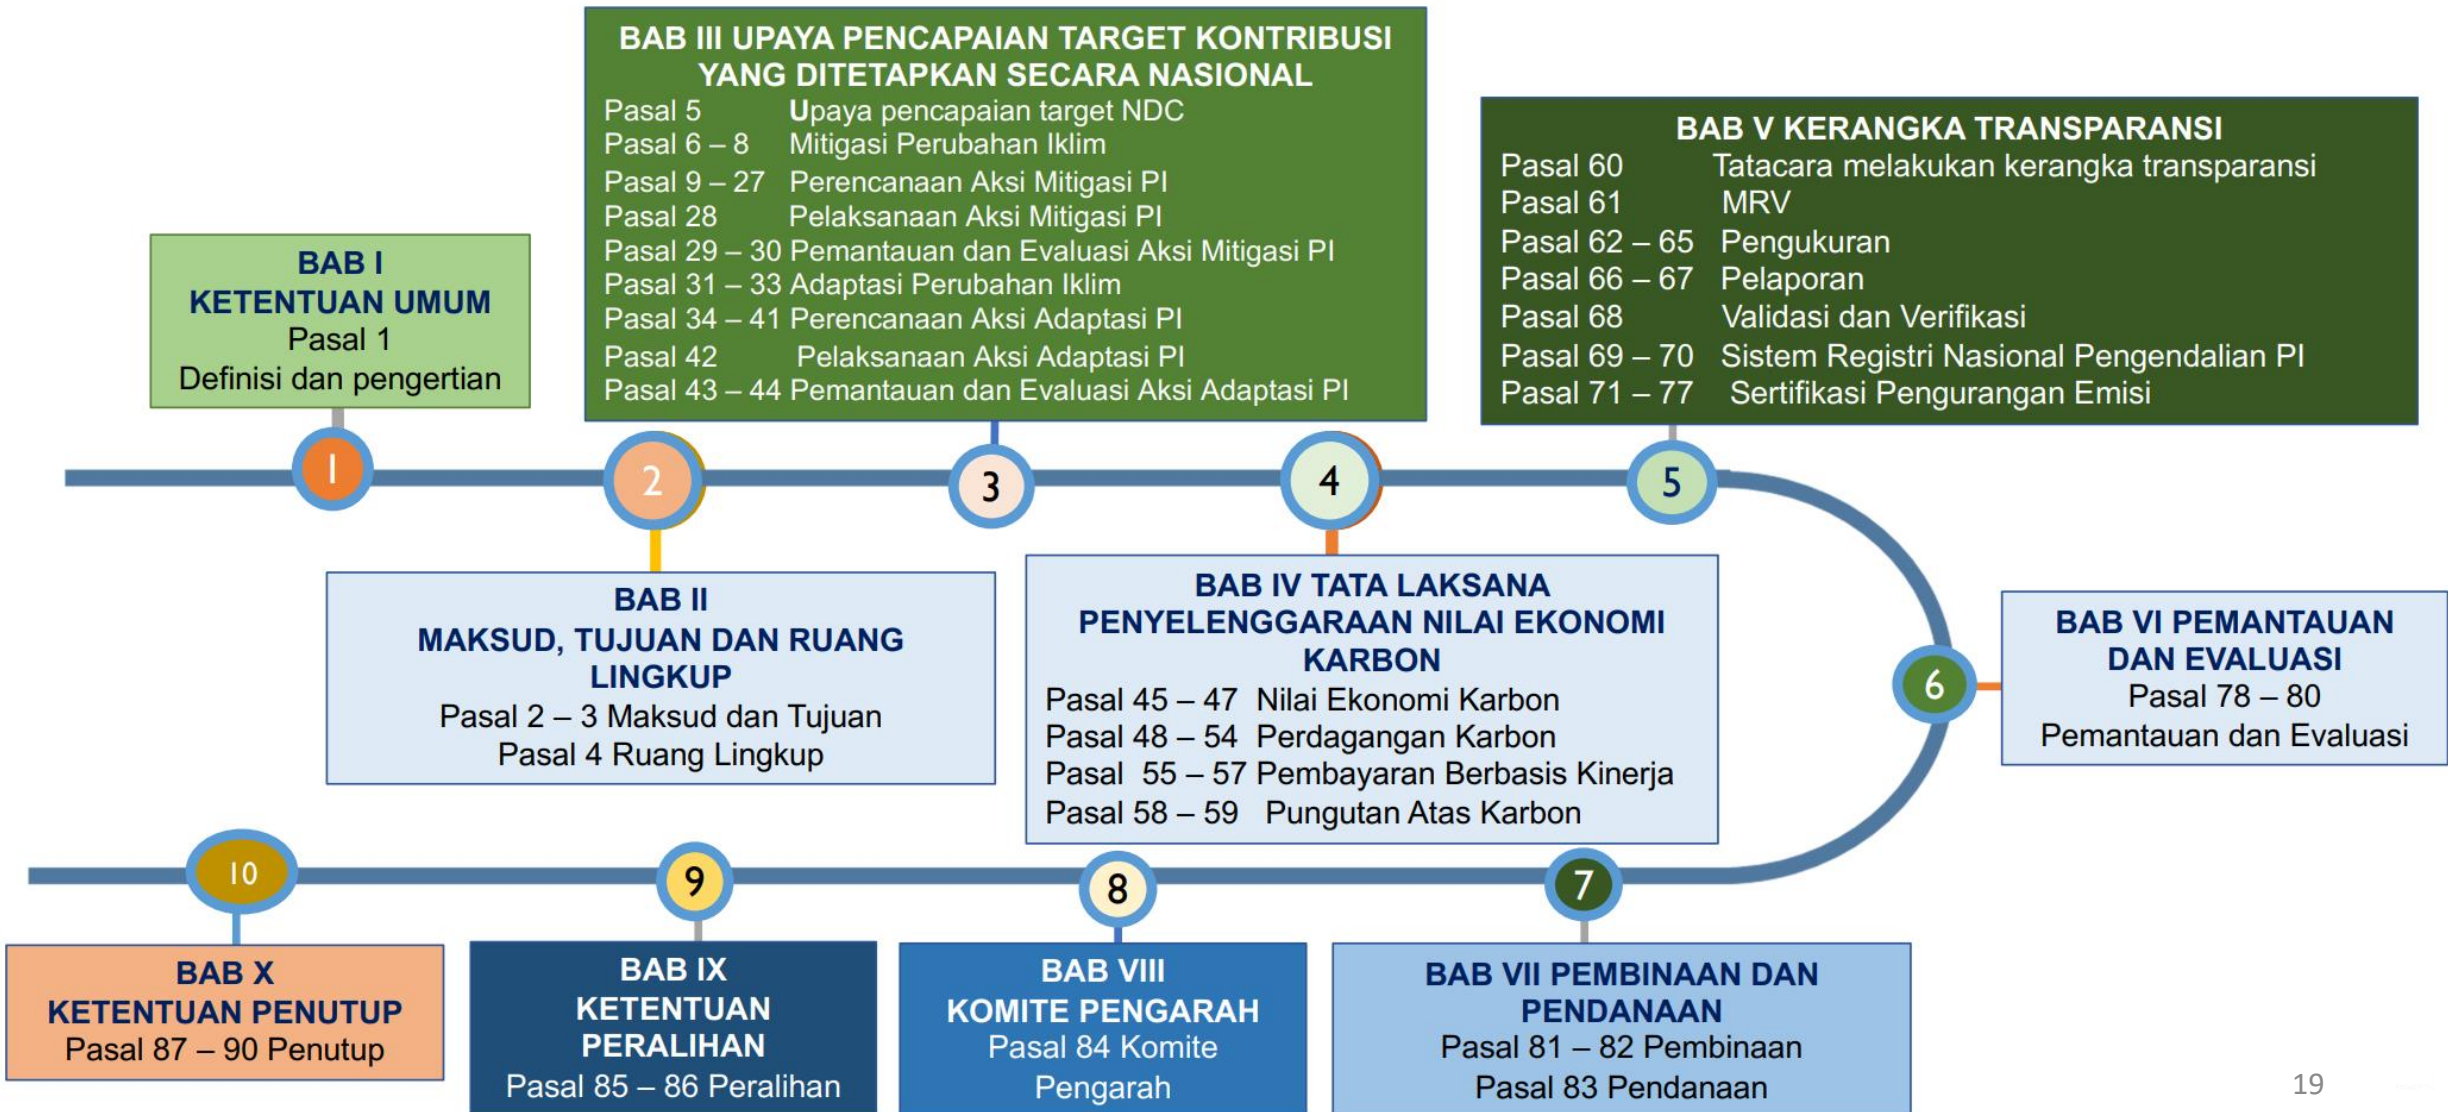 BAB I
KETENTUAN UMUM
Pasal 1
Definisi dan pengertian
1
BAB II
MAKSUD, TUJUAN DAN RUANG
LINGKUP
Pasal 2 – 3 Maksud dan Tujuan
Pasal 4 Ruang Lingkup
2
BAB III UPAYA PENCAPAIAN TARGET KONTRIBUSI
YANG DITETAPKAN SECARA NASIONAL
Pasal 5 Upaya pencapaian target NDC
Pasal 6 – 8 Mitigasi Perubahan Iklim
Pasal 9 – 27 Perencanaan Aksi Mitigasi PI
Pasal 28 Pelaksanaan Aksi Mitigasi PI
Pasal 29 – 30 Pemantauan dan Evaluasi Aksi Mitigasi PI
Pasal 31 – 33 Adaptasi Perubahan Iklim
Pasal 34 – 41 Perencanaan Aksi Adaptasi PI
Pasal 42 Pelaksanaan Aksi Adaptasi PI
Pasal 43 – 44 Pemantauan dan Evaluasi Aksi Adaptasi PI
3
BAB IV TATA LAKSANA
PENYELENGGARAAN NILAI EKONOMI
KARBON
Pasal 45 – 47 Nilai Ekonomi Karbon
Pasal 48 – 54 Perdagangan Karbon
Pasal 55 – 57 Pembayaran Berbasis Kinerja
Pasal 58 – 59 Pungutan Atas Karbon
4
BAB V KERANGKA TRANSPARANSI
Pasal 60 Tatacara melakukan kerangka transparansi
Pasal 61 MRV
Pasal 62 – 65 Pengukuran
Pasal 66 – 67 Pelaporan
Pasal 68 Validasi dan Verifikasi
Pasal 69 – 70 Sistem Registri Nasional Pengendalian PI
Pasal 71 – 77 Sertifikasi Pengurangan Emisi
5
BAB VI PEMANTAUAN
DAN EVALUASI
Pasal 78 – 80
Pemantauan dan Evaluasi
6
BAB VII PEMBINAAN DAN
PENDANAAN
Pasal 81 – 82 Pembinaan
Pasal 83 Pendanaan
7
BAB VIII
KOMITE PENGARAH
Pasal 84 Komite
Pengarah
8
BAB IX
KETENTUAN
PERALIHAN
Pasal 85 – 86 Peralihan
9
BAB X
KETENTUAN PENUTUP
Pasal 87 – 90 Penutup
10
19